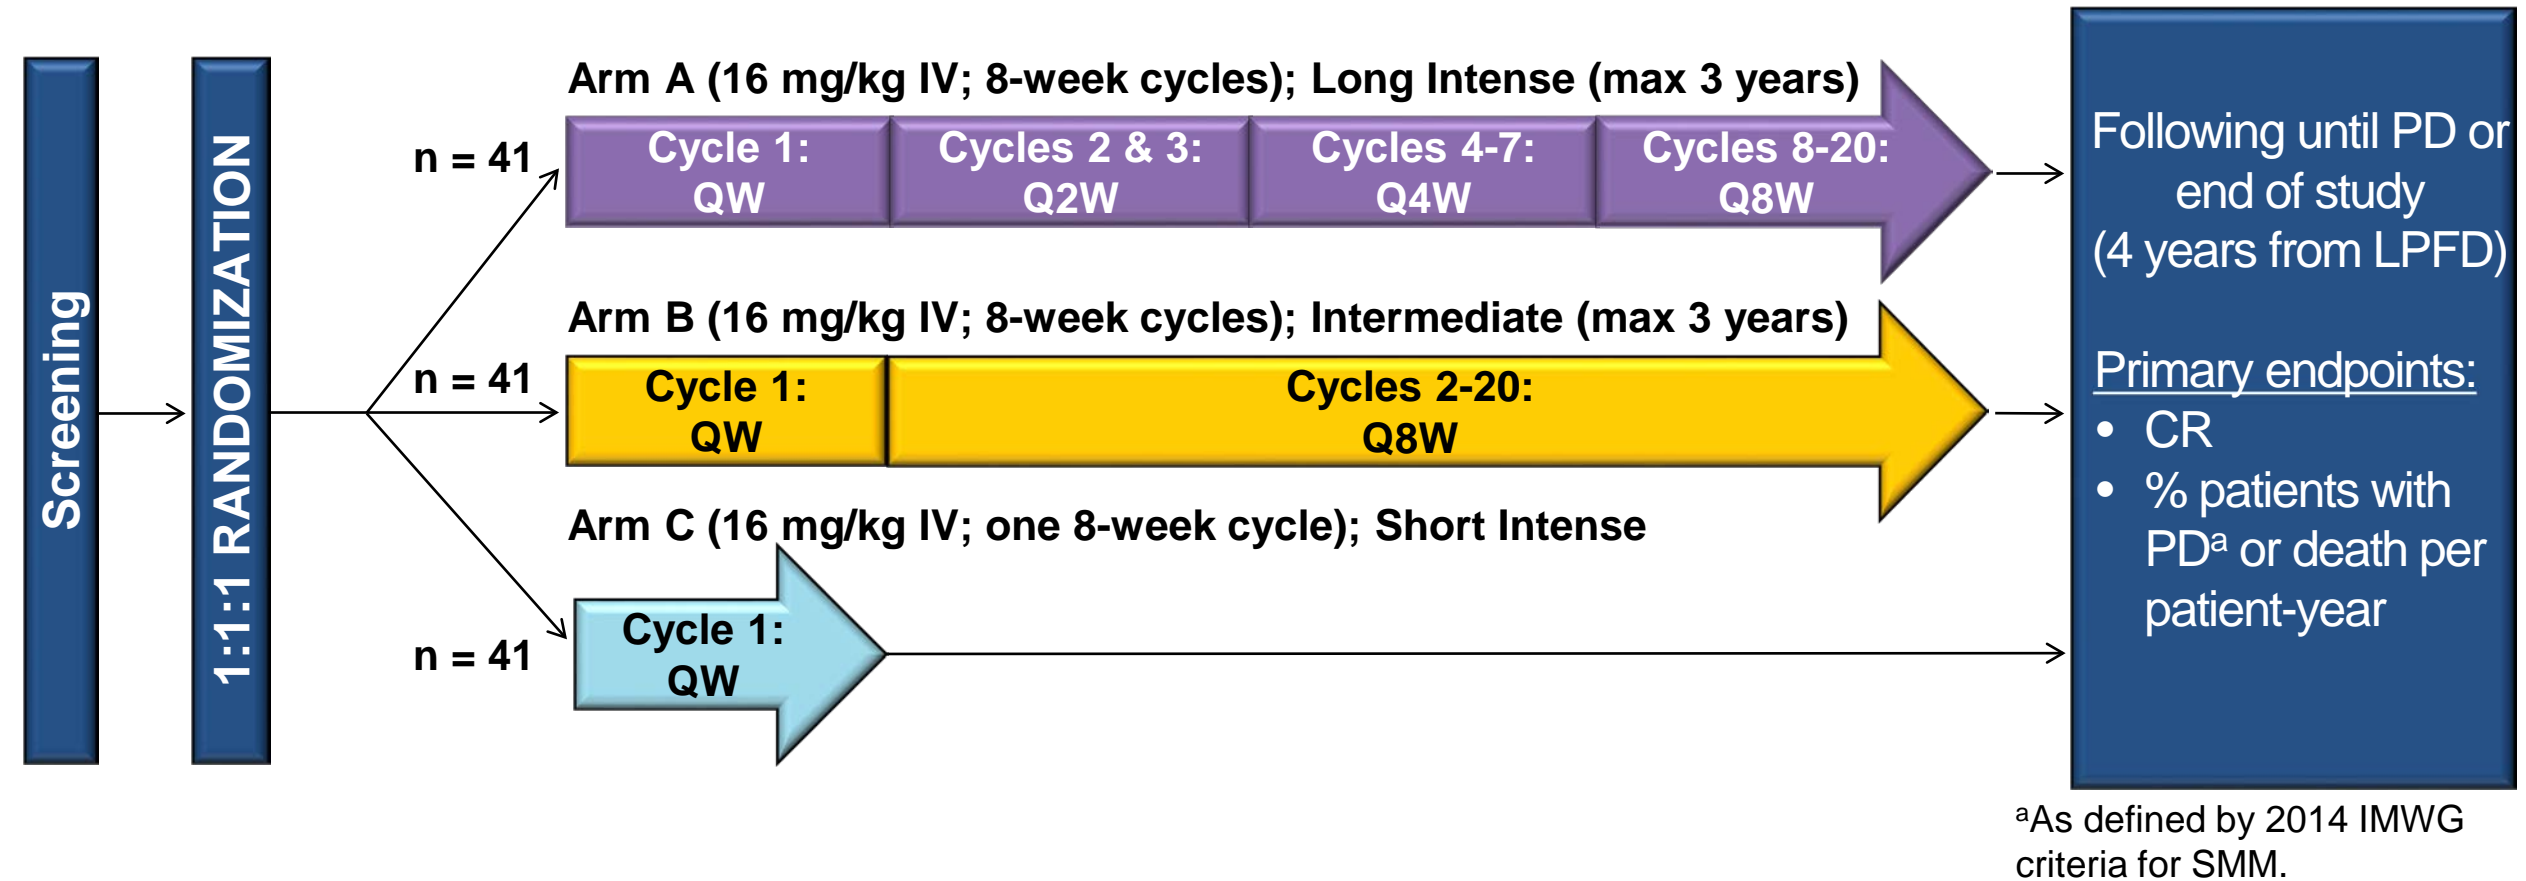 Screening
1:1:1 RANDOMIZATION
Arm A (16 mg/kg IV; 8-week cycles); Long Intense (max 3 years)
n = 41
Cycle 1:
QW
Cycles 2 & 3:
Q2W
Cycles 4-7:
Q4W
Cycles 8-20:
Q8W
Arm B (16 mg/kg IV; 8-week cycles); Intermediate (max 3 years)
n = 41
Cycle 1:
QW
Cycles 2-20:
Q8W
Arm C (16 mg/kg IV; one 8-week cycle); Short Intense
n = 41
Cycle 1:
QW
Following until PD or
end of study
(4 years from LPFD)
Primary endpoints:
• CR
• % patients with
PDᵃ or death per
patient-year
ᵃAs defined by 2014 IMWG
criteria for SMM.